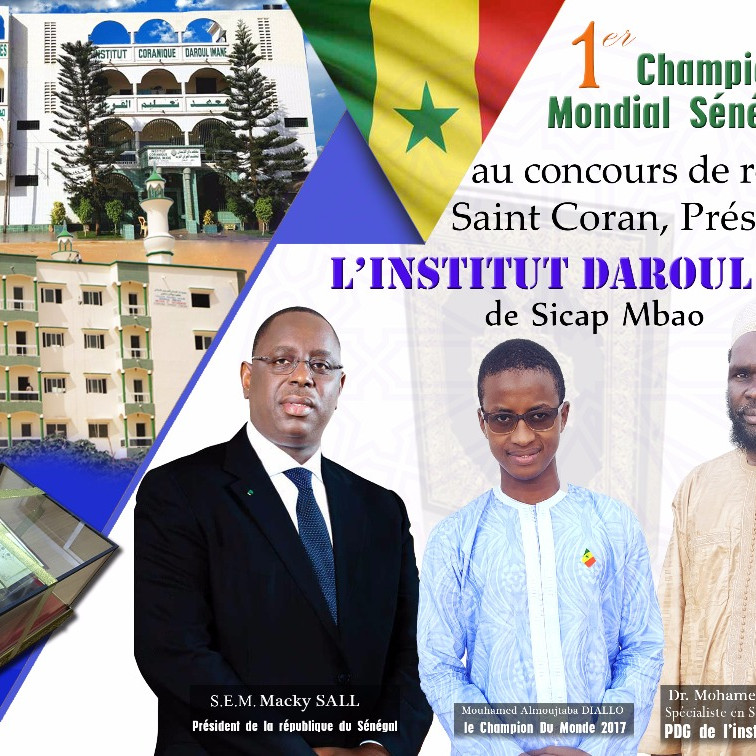 INSTITUT CORANIQUE DAROUL IMANE
1er Champio
Mondial Séné
au concours de r
Saint Coran, Prés
L'INSTITUT DAROUL
de Sicap Mbao
S.E.M. Macky SALL
Président de la république du Sénégal
Mouhamed Almoujtaba DIALLO
le Champion Du Monde 2017
Dr. Mohame
Spécialiste en S
PDG de l'inst